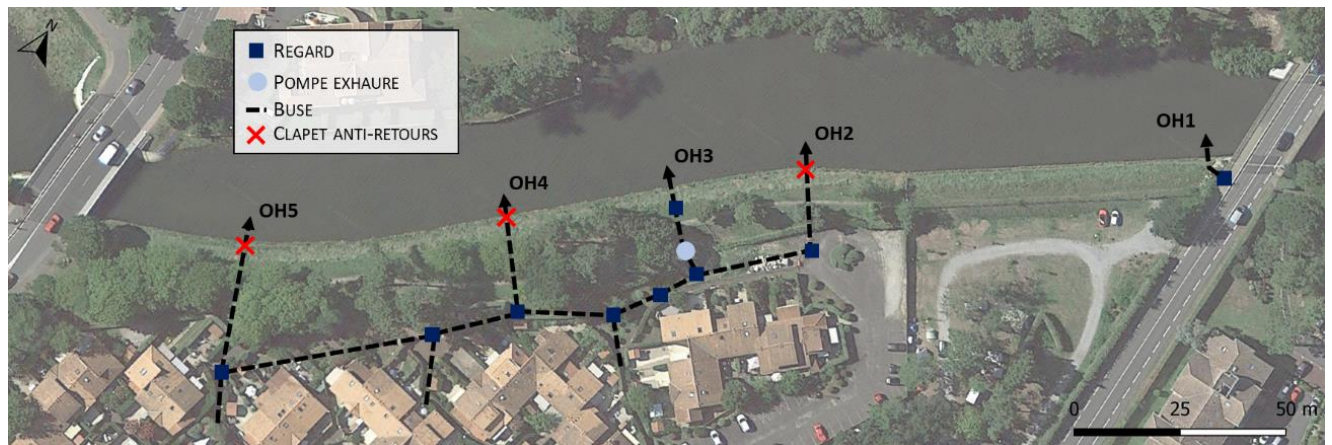 N
REGARD
POMPE EXHAURE
BUSE
CLAPET ANTI-RETOURS
OH1
OH2
OH3
OH4
OH5
0 25 50 m